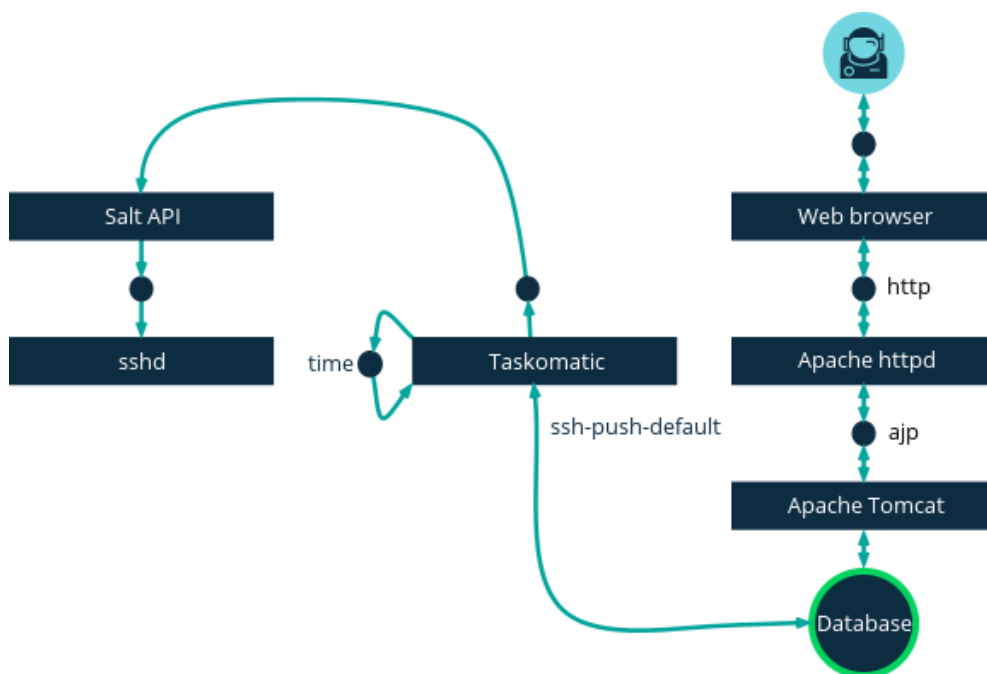 Salt API
Web browser
http
sshd
time
Taskomatic
Apache httpd
ssh-push-default
ajp
Apache Tomcat
Database